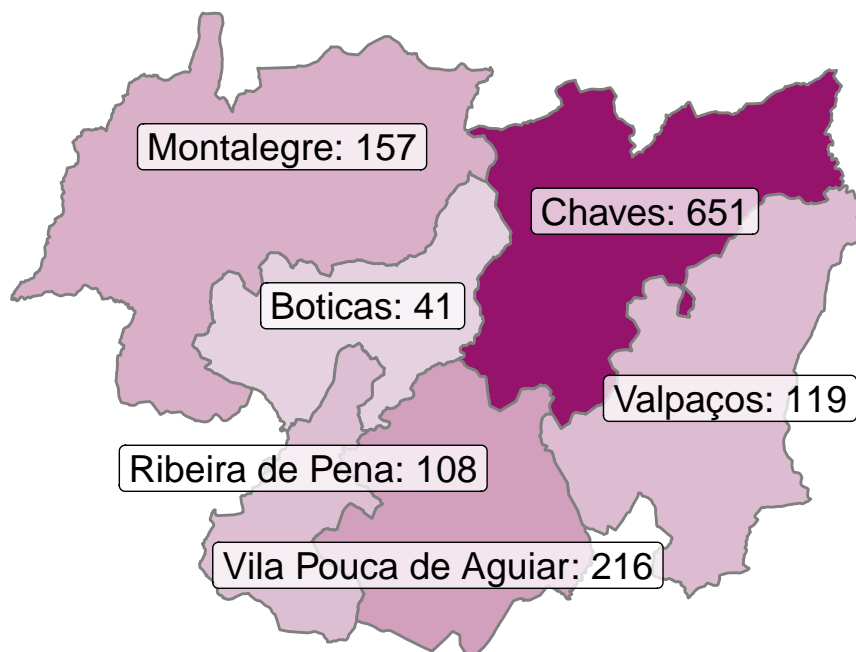 Montalegre: 157
Chaves: 651
Boticas: 41
Valpaços: 119
Ribeira de Pena: 108
Vila Pouca de Aguiar: 216